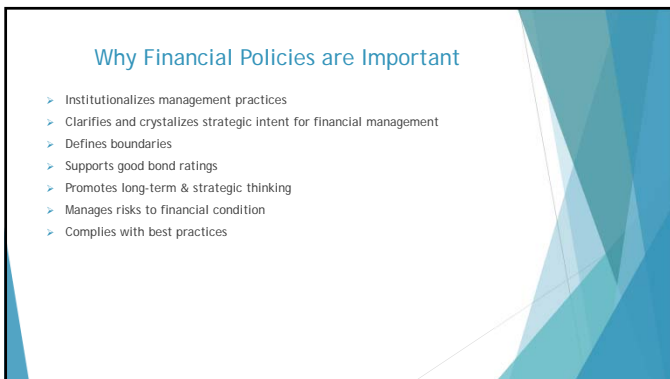 Why Financial Policies are Important
➢ Institutionalizes management practices
➢ Clarifies and crystalizes strategic intent for financial management
➢ Defines boundaries
➢ Supports good bond ratings
➢ Promotes long-term & strategic thinking
➢ Manages risks to financial condition
➢ Complies with best practices